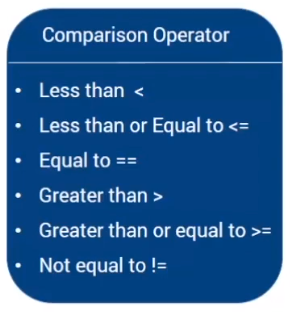 Comparison Operator
• Less than <
• Less than or Equal to <=
• Equal to ==
• Greater than >
• Greater than or equal to >=
• Not equal to !=